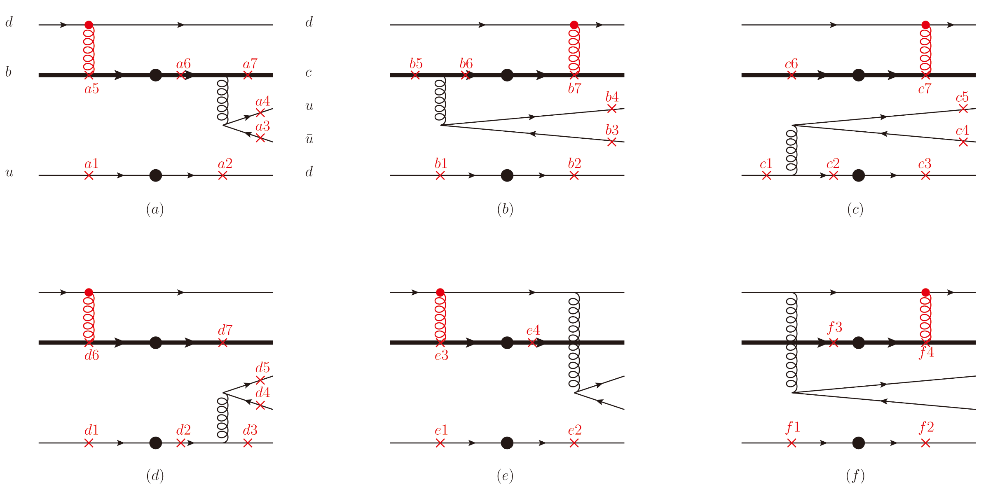 d
d
a6 a7 b5 b6 c6
b c
a5 b7 c7
a4 u b4 c5
a3 ū b3 c4
a1 a2 b1 b2 c1 c2 c3
u d
(a) (b) (c)
d7 e4 f3
d6 e3 f4
d5
d4
d1 d2 d3 e1 e2 f1 f2
(d) (e) (f)